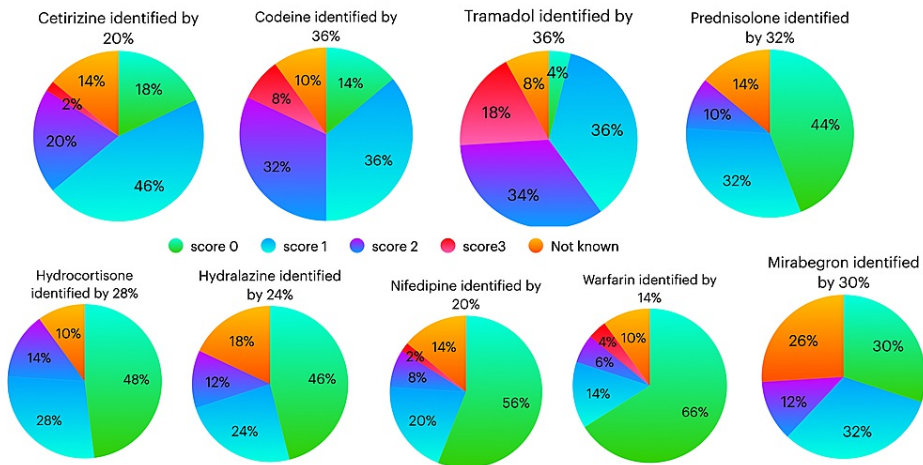 Cetirizine identified by
20%
Codeine identified by
36%
Tramadol identified by
36%
Prednisolone identified
by 32%
14%
18%
2%
20%
46%
10%
14%
8%
32%
36%
8%
4%
18%
36%
34%
14%
10%
44%
32%
score 0
score 1
score 2
score3
Not known
Hydrocortisone
identified by 28%
Hydralazine identified
by 24%
Nifedipine identified by
20%
Warfarin identified by
14%
Mirabegron identified
by 30%
10%
14%
48%
28%
18%
12%
46%
24%
14%
2%
8%
20%
56%
10%
4%
6%
14%
66%
26%
30%
12%
32%